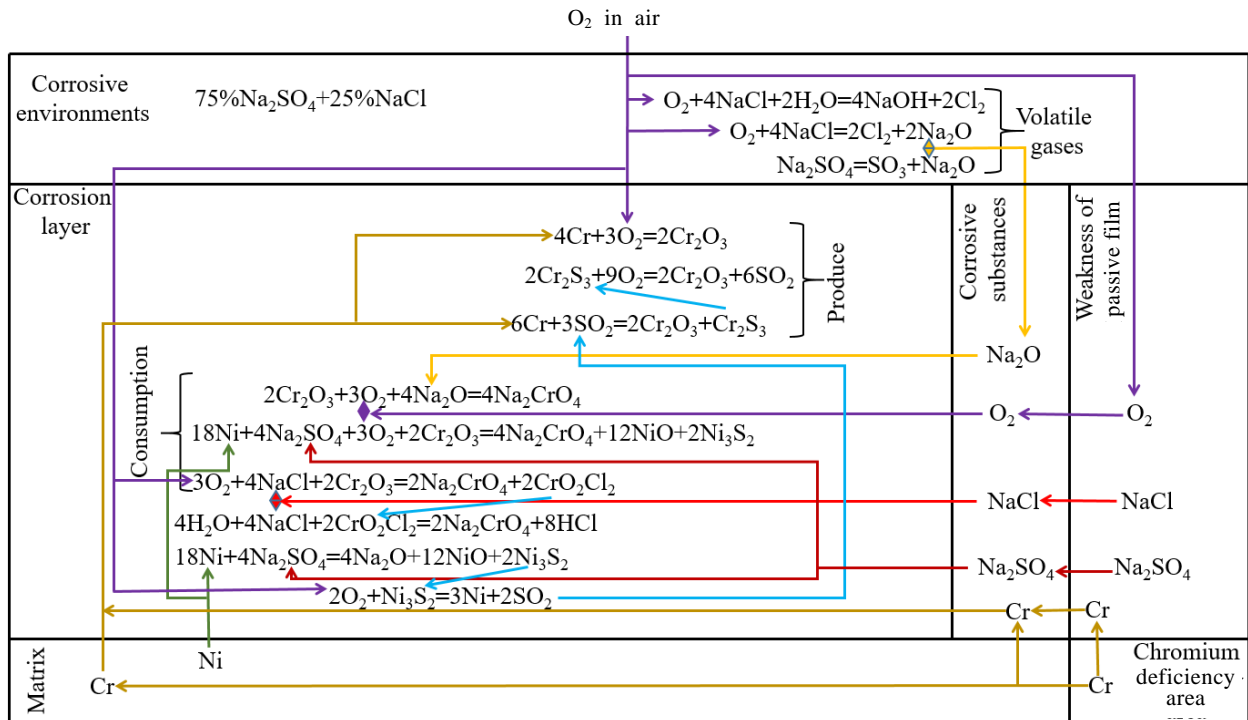 O₂ in air
Corrosive
environments
75%Na₂SO₄+25%NaCl
O₂+4NaCl+2H₂O=4NaOH+2Cl₂
O₂+4NaCl=2Cl₂+2Na₂O
Na₂SO₄=SO₃+Na₂O
Volatile
gases
Corrosion
layer
4Cr+3O₂=2Cr₂O₃
2Cr₂S₃+9O₂=2Cr₂O₃+6SO₂
6Cr+3SO₂=2Cr₂O₃+Cr₂S₃
Produce
Corrosive
substances
Weakness of
passive film
Na₂O
Consumption
2Cr₂O₃+3O₂+4Na₂O=4Na₂CrO₄
O₂
O₂
18Ni+4Na₂SO₄+3O₂+2Cr₂O₃=4Na₂CrO₄+12NiO+2Ni₃S₂
3O₂+4NaCl+2Cr₂O₃=2Na₂CrO₄+2CrO₂Cl₂
NaCl
NaCl
4H₂O+4NaCl+2CrO₂Cl₂=2Na₂CrO₄+8HCl
18Ni+4Na₂SO₄=4Na₂O+12NiO+2Ni₃S₂
Na₂SO₄
Na₂SO₄
2O₂+Ni₃S₂=3Ni+2SO₂
Cr
Cr
Matrix
Ni
Cr
Cr
Chromium
deficiency
area